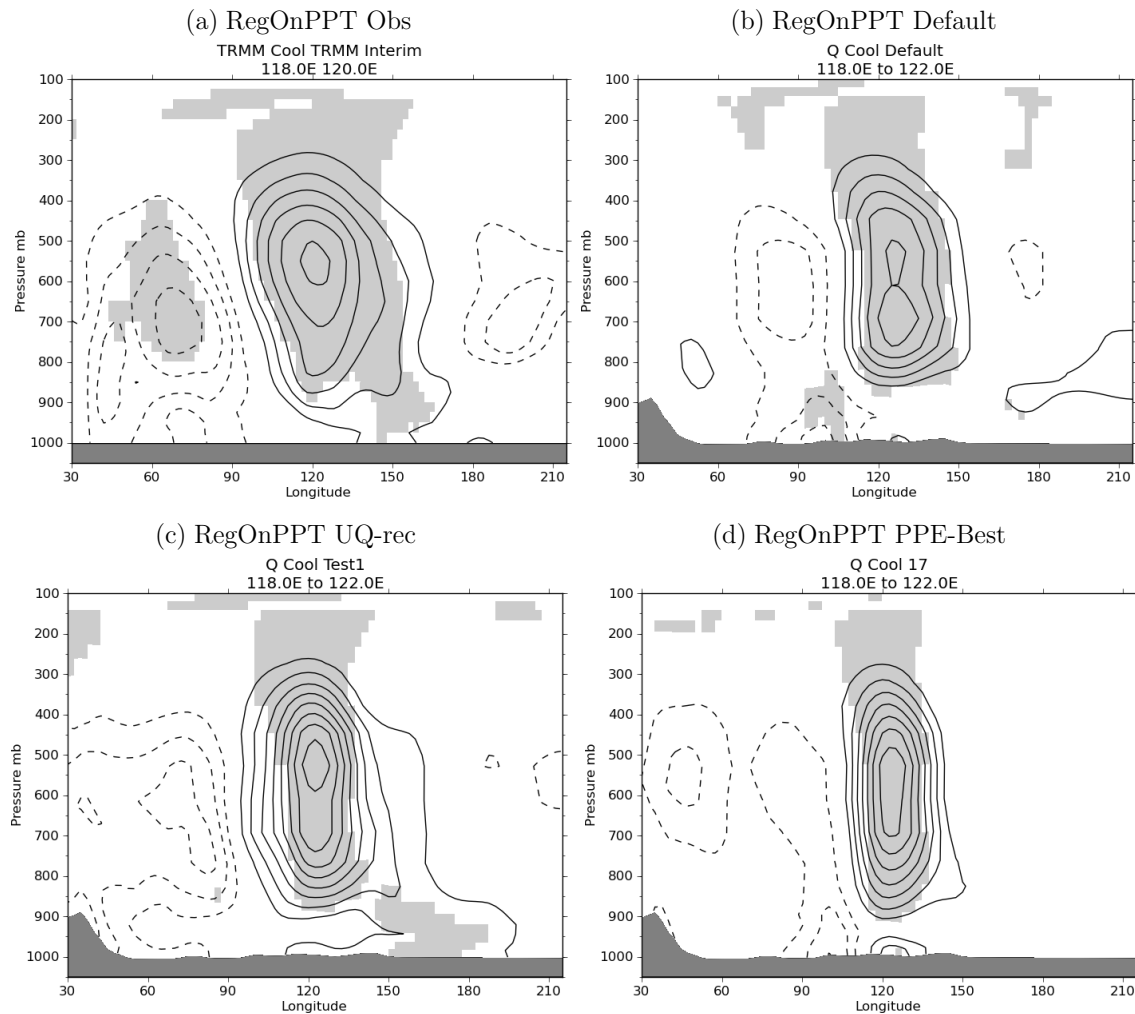 (a) RegOnPPT Obs
TRMM Cool TRMM Interim
118.0E 120.0E
100
200
300
400
500
600
700
800
900
1000
Pressure mb
30 60 90 120 150 180 210
Longitude
(b) RegOnPPT Default
Q Cool Default
118.0E to 122.0E
100
200
300
400
500
600
700
800
900
1000
Pressure mb
30 60 90 120 150 180 210
Longitude
(c) RegOnPPT UQ-rec
Q Cool Test1
118.0E to 122.0E
100
200
300
400
500
600
700
800
900
1000
Pressure mb
30 60 90 120 150 180 210
Longitude
(d) RegOnPPT PPE-Best
Q Cool 17
118.0E to 122.0E
100
200
300
400
500
600
700
800
900
1000
Pressure mb
30 60 90 120 150 180 210
Longitude